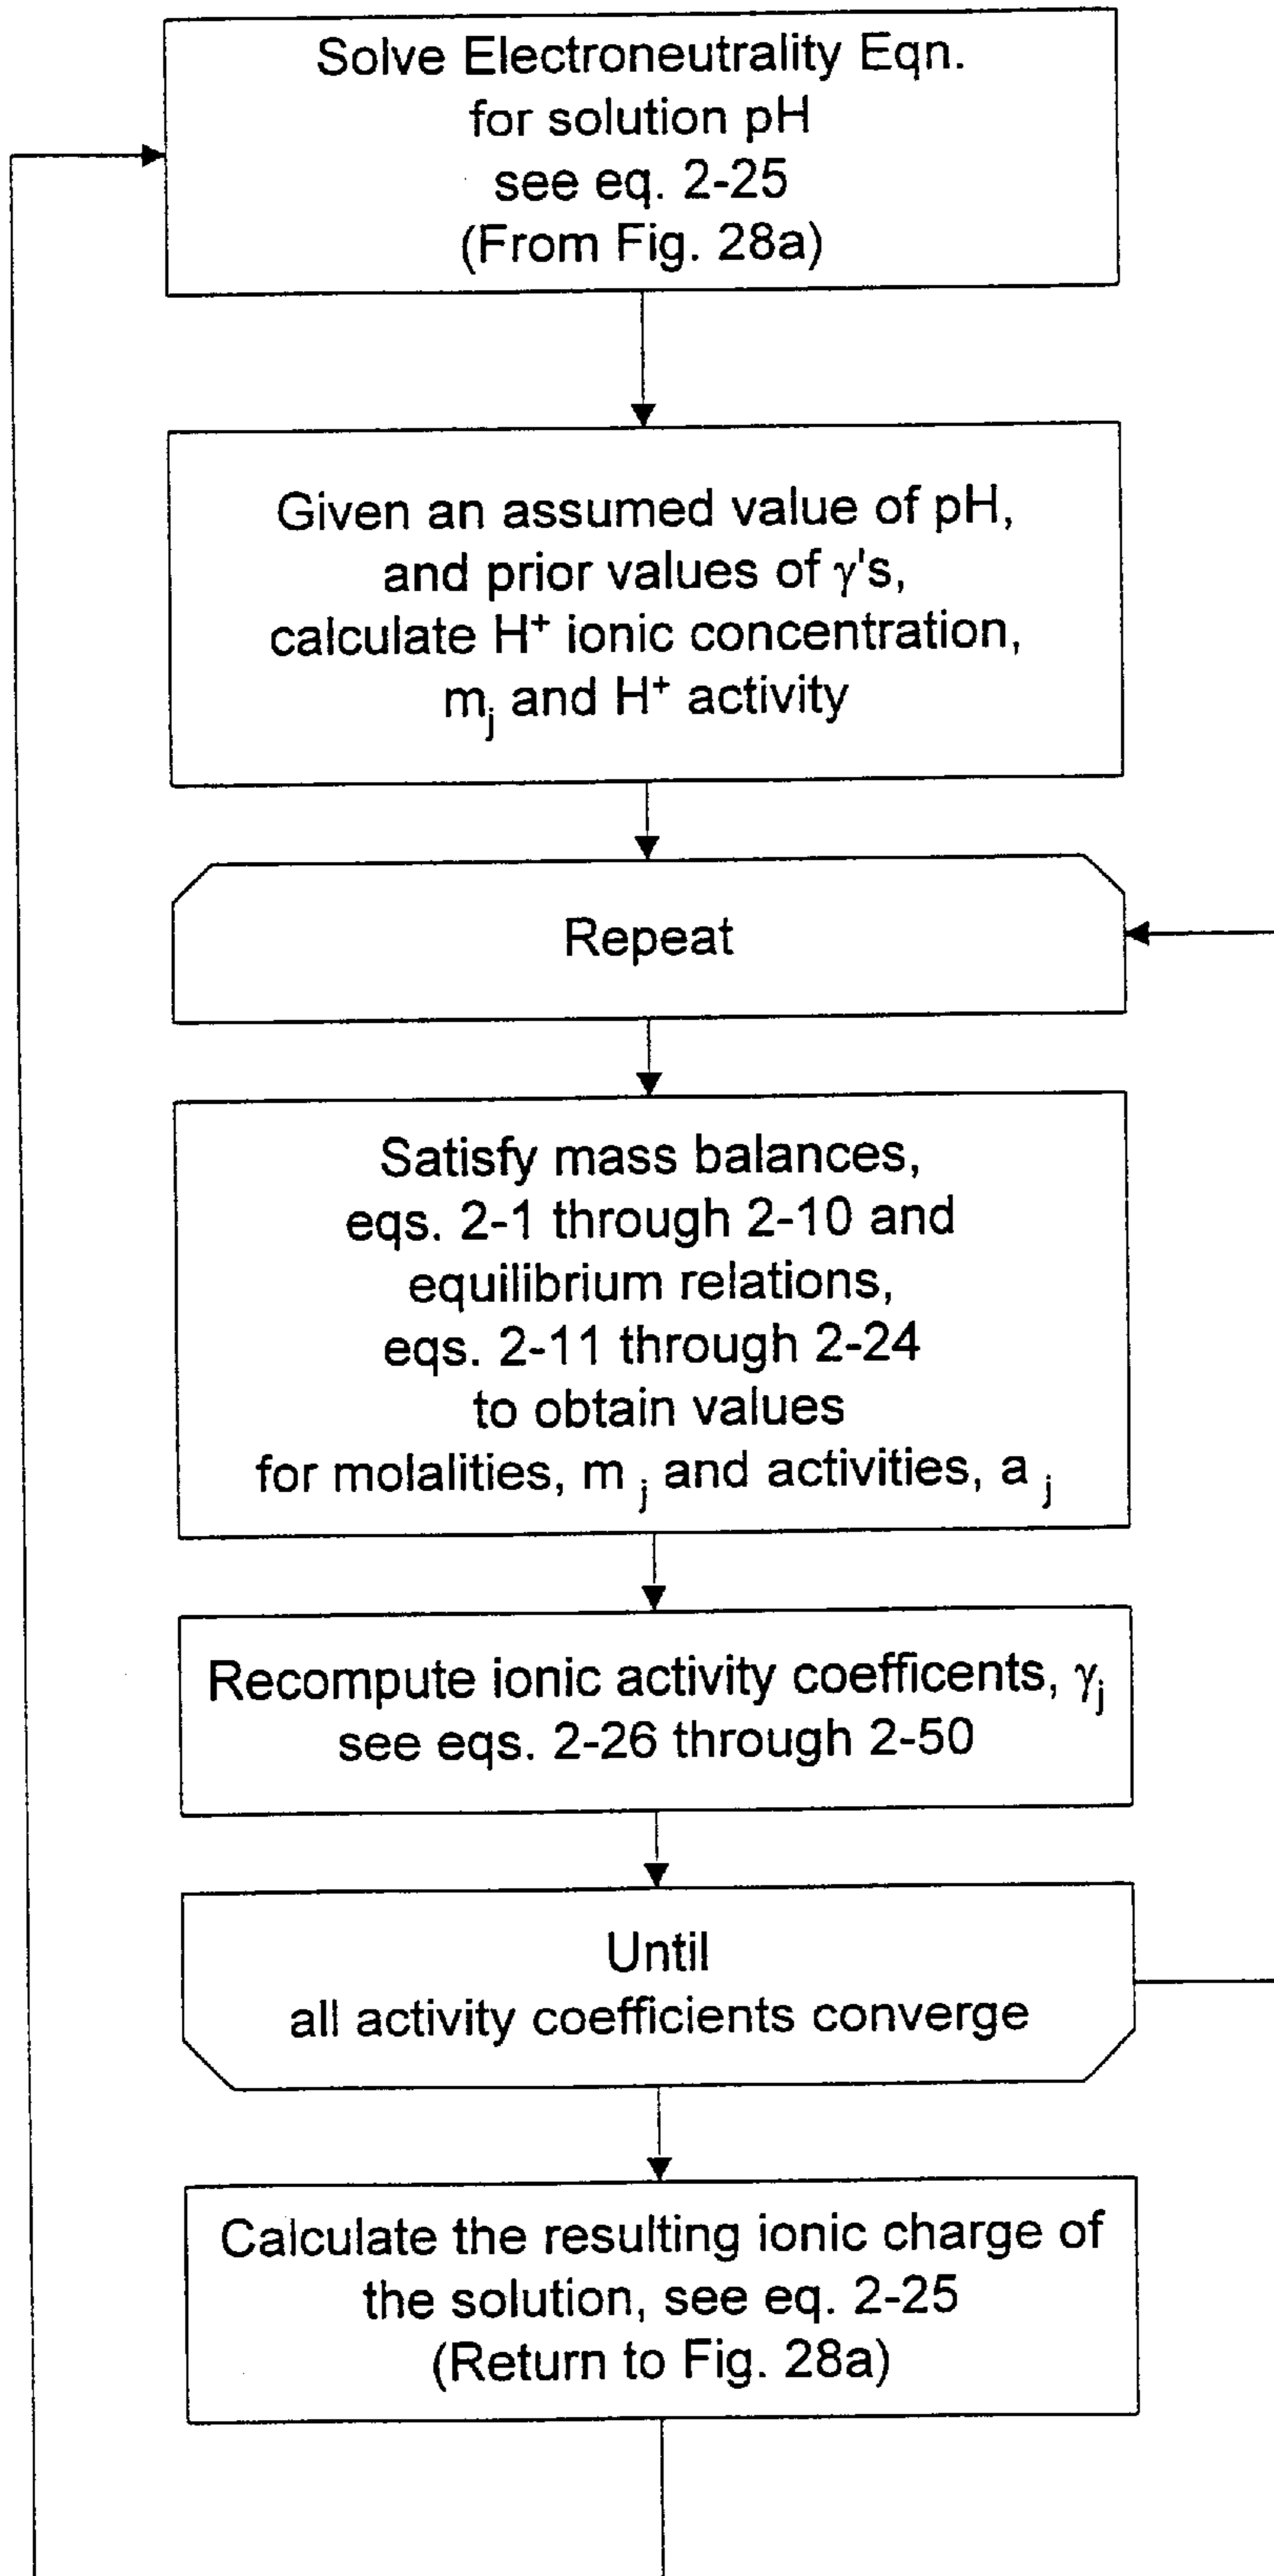 Solve Electroneutrality Eqn.
for solution pH
see eq. 2-25
(From Fig. 28a)
Given an assumed value of pH,
and prior values of γ's,
calculate H⁺ ionic concentration,
mⱼ and H⁺ activity
Repeat
Satisfy mass balances,
eqs. 2-1 through 2-10 and
equilibrium relations,
eqs. 2-11 through 2-24
to obtain values
for molalities, m ⱼ and activities, a ⱼ
Recompute ionic activity coefficents, γⱼ
see eqs. 2-26 through 2-50
Until
all activity coefficients converge
Calculate the resulting ionic charge of
the solution, see eq. 2-25
(Return to Fig. 28a)